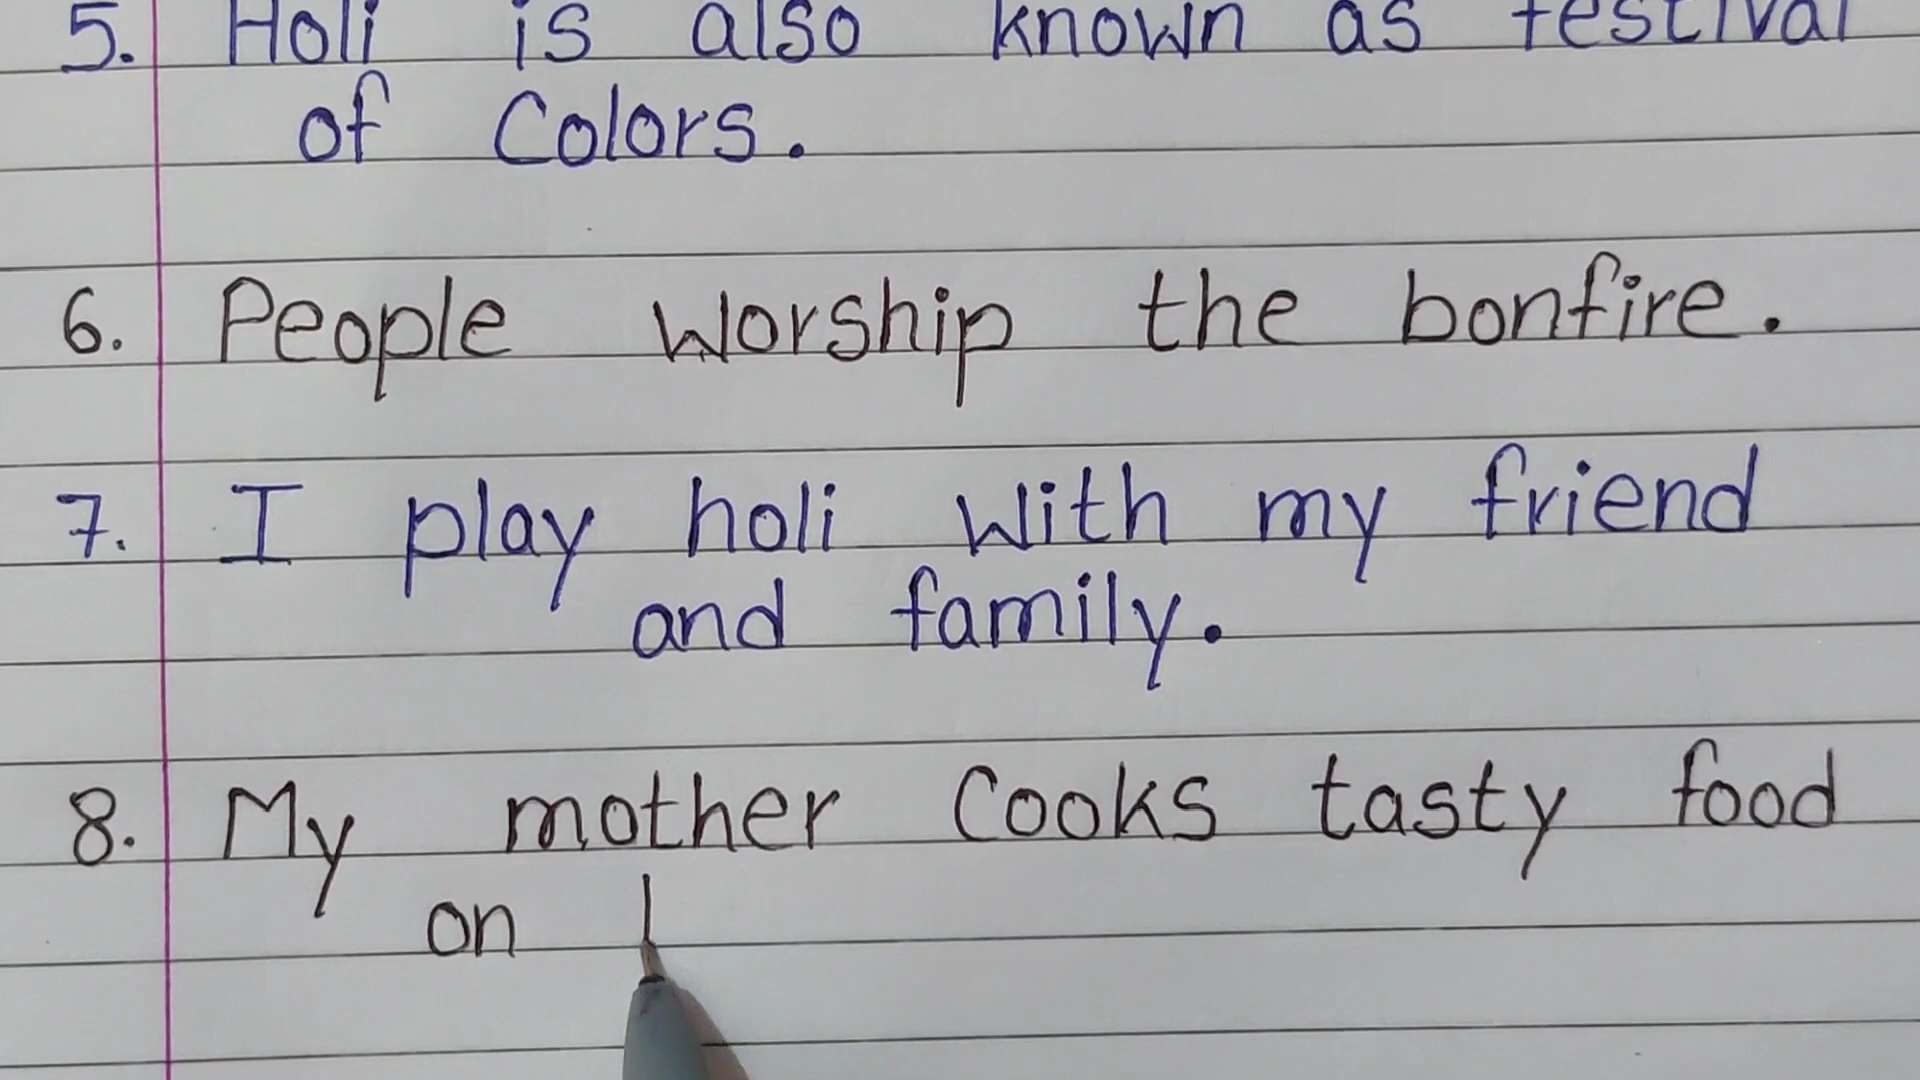 5. Holi is also known as festival
of Colors.
6. People worship the bonfire.
7. I play holi with my friend
and family.
8. My mother Cooks tasty food
on